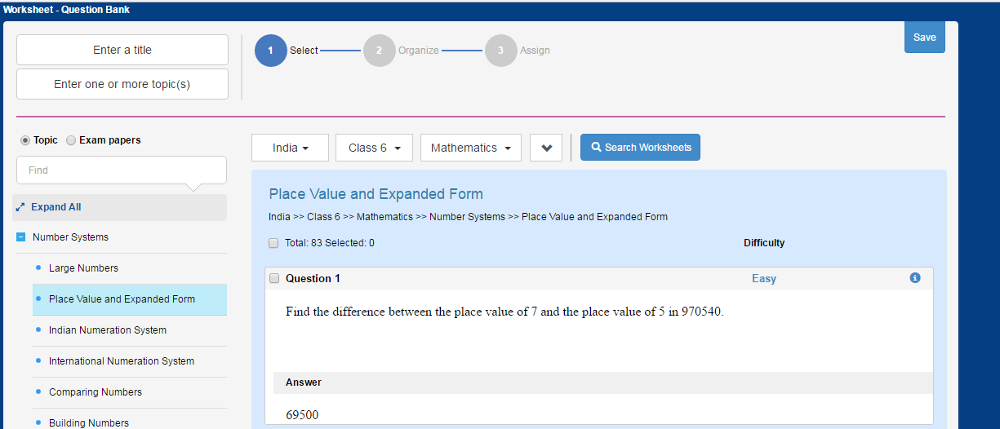 Worksheet - Question Bank
Enter a title
Enter one or more topic(s)
1 Select 2 Organize 3 Assign
Save
Topic Exam papers
Find
Expand All
Number Systems
Large Numbers
Place Value and Expanded Form
Indian Numeration System
International Numeration System
Comparing Numbers
Building Numbers
India Class 6 Mathematics Search Worksheets
Place Value and Expanded Form
India >> Class 6 >> Mathematics >> Number Systems >> Place Value and Expanded Form
Total: 83 Selected: 0 Difficulty
Question 1 Easy
Find the difference between the place value of 7 and the place value of 5 in 970540.
Answer
69500